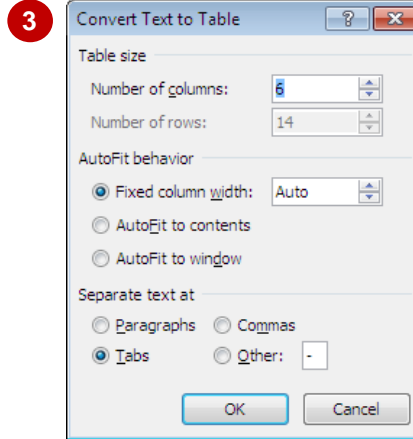 3
Convert Text to Table
Table size
Number of columns: 6
Number of rows: 14
AutoFit behavior
Fixed column width: Auto
AutoFit to contents
AutoFit to window
Separate text at
Paragraphs Commas
Tabs Other: -
OK Cancel